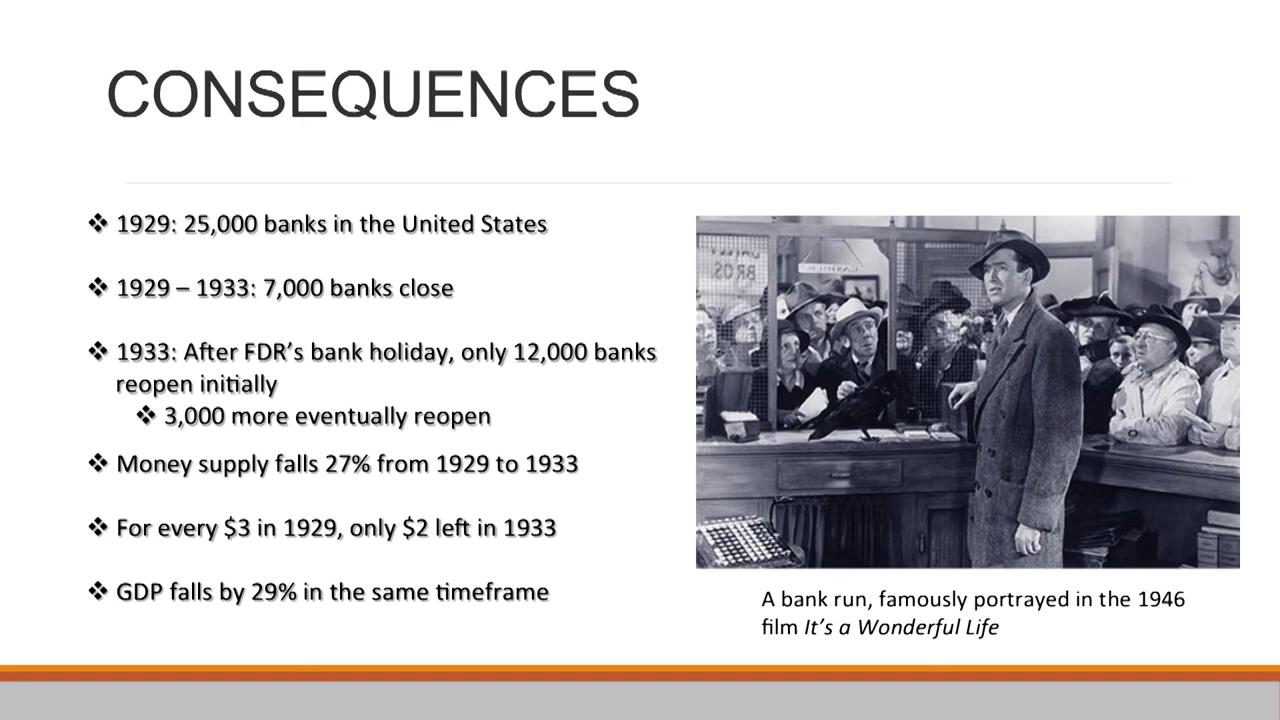 CONSEQUENCES
❖ 1929: 25,000 banks in the United States
❖ 1929 – 1933: 7,000 banks close
❖ 1933: After FDR’s bank holiday, only 12,000 banks
reopen initially
❖ 3,000 more eventually reopen
❖ Money supply falls 27% from 1929 to 1933
❖ For every $3 in 1929, only $2 left in 1933
❖ GDP falls by 29% in the same timeframe
BROS
CASHIER
A bank run, famously portrayed in the 1946
film It’s a Wonderful Life